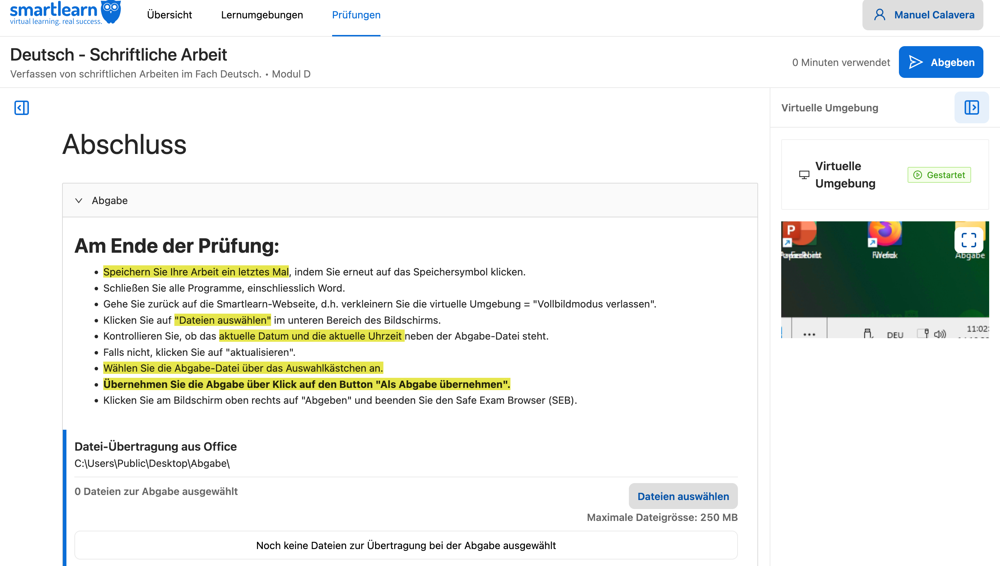 smartlearn
virtual learning. real success.
Übersicht
Lernumgebungen
Prüfungen
Manuel Calavera
Deutsch - Schriftliche Arbeit
Verfassen von schriftlichen Arbeiten im Fach Deutsch. • Modul D
0 Minuten verwendet
Abgeben
Abschluss
Abgabe
Am Ende der Prüfung:
• Speichern Sie Ihre Arbeit ein letztes Mal, indem Sie erneut auf das Speichersymbol klicken.
• Schließen Sie alle Programme, einschliesslich Word.
• Gehe Sie zurück auf die Smartlearn-Webseite, d.h. verkleinern Sie die virtuelle Umgebung = "Vollbildmodus verlassen".
• Klicken Sie auf "Dateien auswählen" im unteren Bereich des Bildschirms.
• Kontrollieren Sie, ob das aktuelle Datum und die aktuelle Uhrzeit neben der Abgabe-Datei steht.
• Falls nicht, klicken Sie auf "aktualisieren".
• Wählen Sie die Abgabe-Datei über das Auswahlkästchen an.
• Übernehmen Sie die Abgabe über Klick auf den Button "Als Abgabe übernehmen".
• Klicken Sie am Bildschirm oben rechts auf "Abgeben" und beenden Sie den Safe Exam Browser (SEB).
Datei-Übertragung aus Office
C:\Users\Public\Desktop\Abgabe\
0 Dateien zur Abgabe ausgewählt
Dateien auswählen
Maximale Dateigrösse: 250 MB
Noch keine Dateien zur Übertragung bei der Abgabe ausgewählt
Virtuelle Umgebung
Virtuelle
Umgebung
Gestartet
P
Abgabe
DEU
11:02: